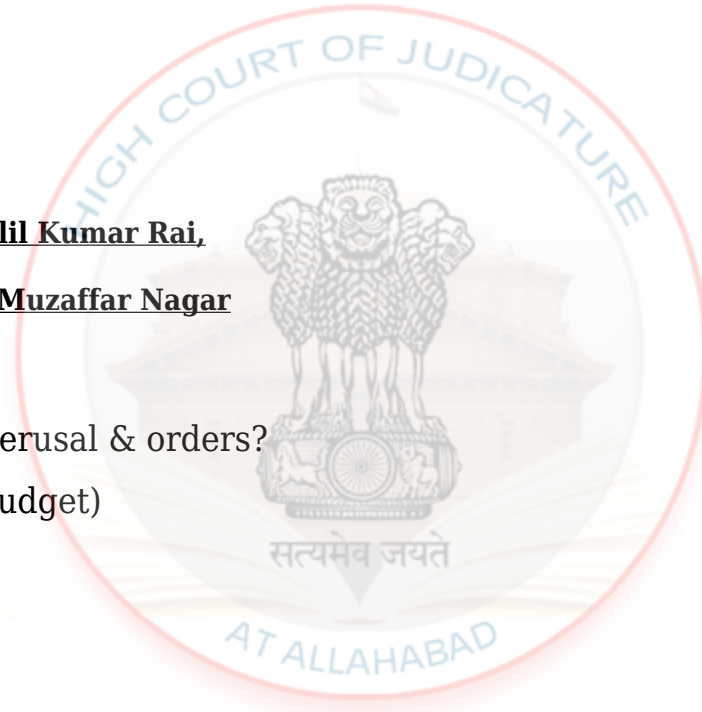 HIGH COURT OF JUDICATURE
lil Kumar Rai,
Muzaffar Nagar
erusal & orders?
udget)
सत्यमेव जयते
AT ALLAHABAD